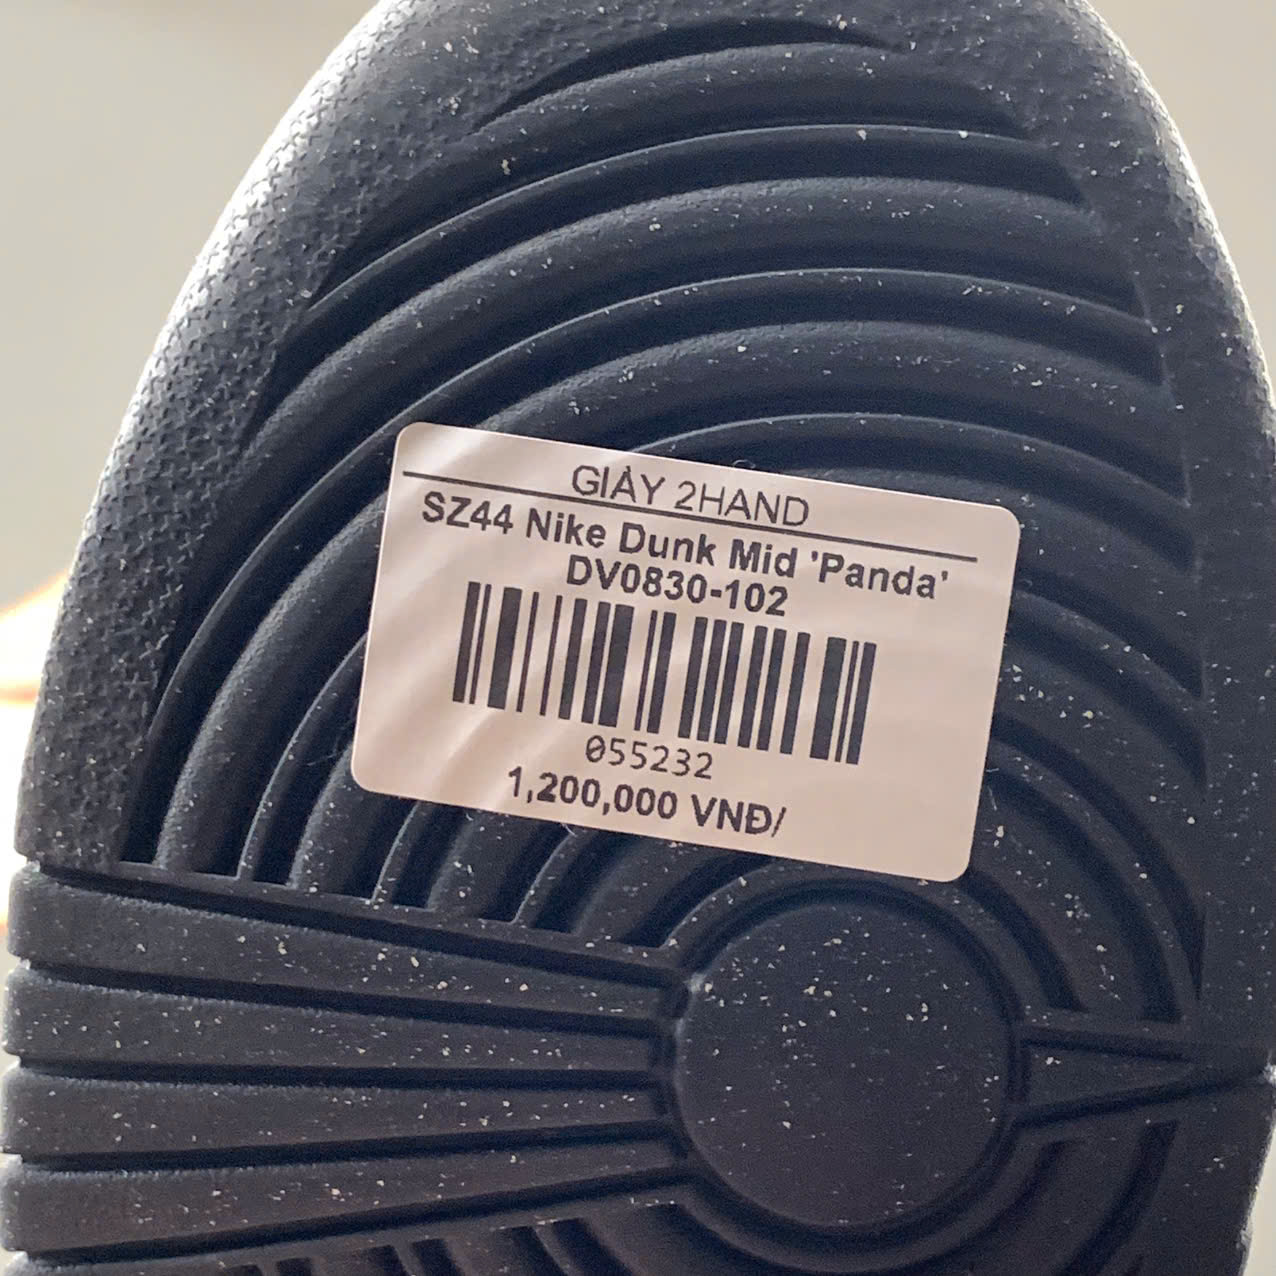 GIÀY 2HAND
SZ44 Nike Dunk Mid 'Panda'
DV0830-102
055232
1,200,000 VNĐ/